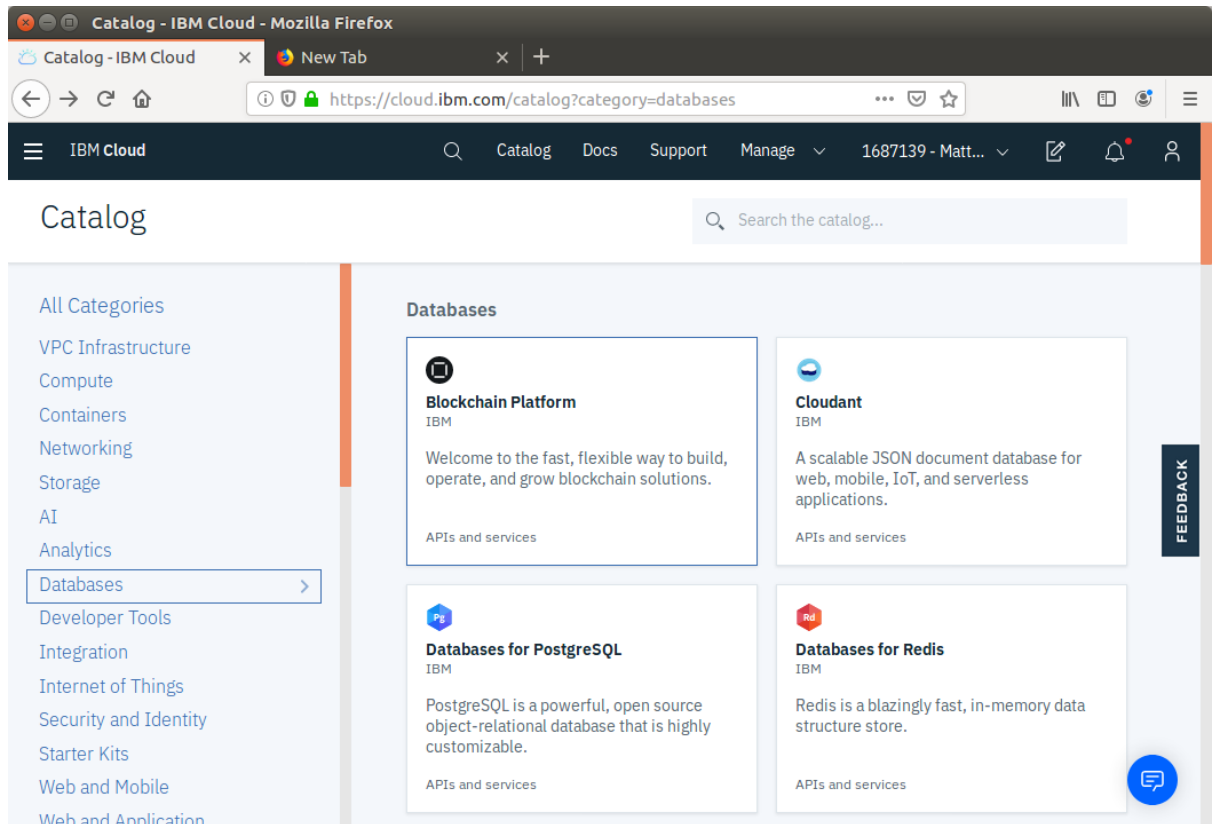 Catalog - IBM Cloud - Mozilla Firefox
Catalog - IBM Cloud
New Tab
https://cloud.ibm.com/catalog?category=databases
IBM Cloud
Catalog
Docs
Support
Manage
1687139 - Matt...
Catalog
Search the catalog...
All Categories
VPC Infrastructure
Compute
Containers
Networking
Storage
AI
Analytics
Databases
Developer Tools
Integration
Internet of Things
Security and Identity
Starter Kits
Web and Mobile
Web and Application
Databases
Blockchain Platform
IBM
Welcome to the fast, flexible way to build,
operate, and grow blockchain solutions.
APIs and services
Cloudant
IBM
A scalable JSON document database for
web, mobile, IoT, and serverless
applications.
APIs and services
Pg
Databases for PostgreSQL
IBM
PostgreSQL is a powerful, open source
object-relational database that is highly
customizable.
APIs and services
Rd
Databases for Redis
IBM
Redis is a blazingly fast, in-memory data
structure store.
APIs and services
FEEDBACK